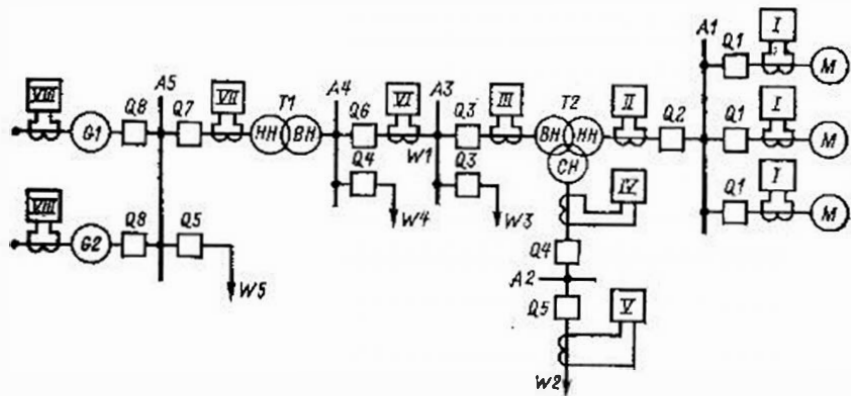 I
A1
Q1
M
VIII
A5
VII
A4
A3
VI
III
T2
II
T1
Q8
Q7
Q6
Q3
Q2
Q1
I
G1
НН
ВН
ВН
НН
СН
M
W1
Q4
Q3
VIII
IV
Q1
I
G2
Q8
Q5
W4
W3
M
Q4
W5
A2
Q5
V
W2